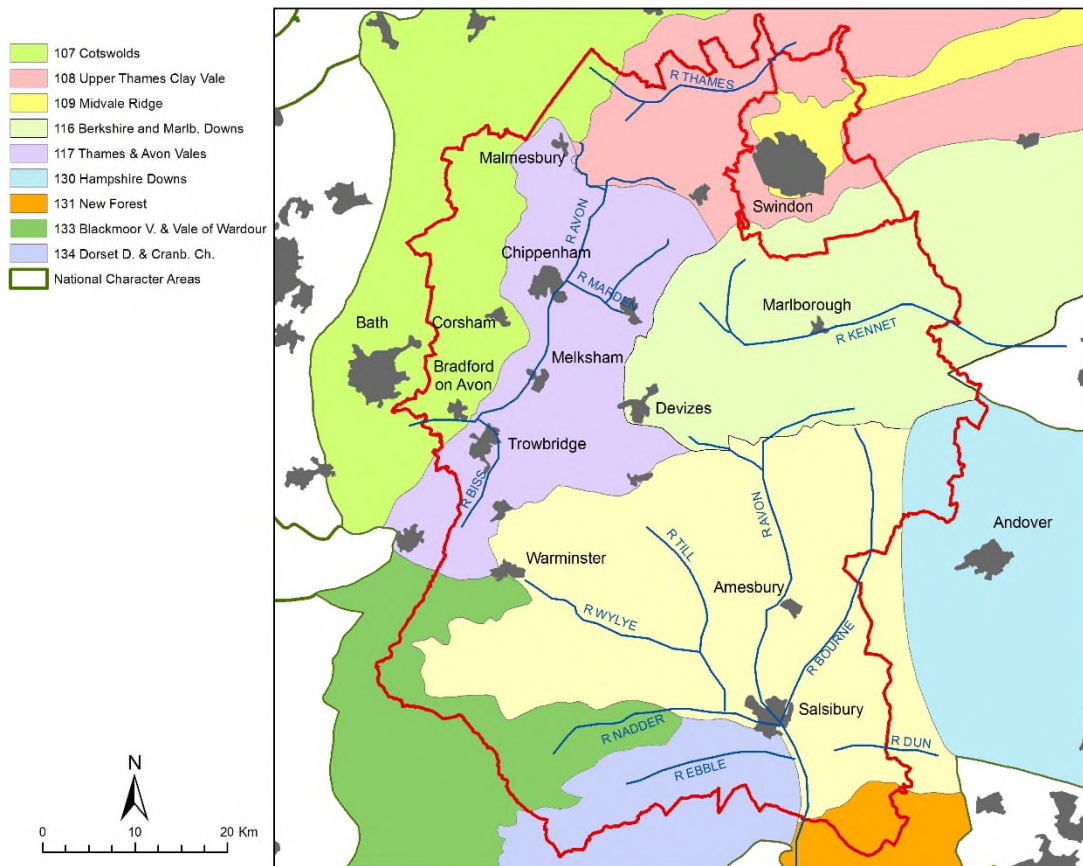 107 Cotswolds
108 Upper Thames Clay Vale
109 Midvale Ridge
116 Berkshire and Marlb. Downs
117 Thames & Avon Vales
130 Hampshire Downs
131 New Forest
133 Blackmoor V. & Vale of Wardour
134 Dorset D. & Cranb. Ch.
National Character Areas
N
0 10 20 Km
R THAMES
Malmesbury
Swindon
R AVON
Chippenham
R MARDEN
Marlborough
R KENNET
Bath
Corsham
Bradford
on Avon
Melksham
Devizes
Trowbridge
R BISS
R AVON
Andover
Warminster
R TILL
Amesbury
R WYLYE
R BOURNE
Salsibury
R NADDER
R DUN
R EBBLE